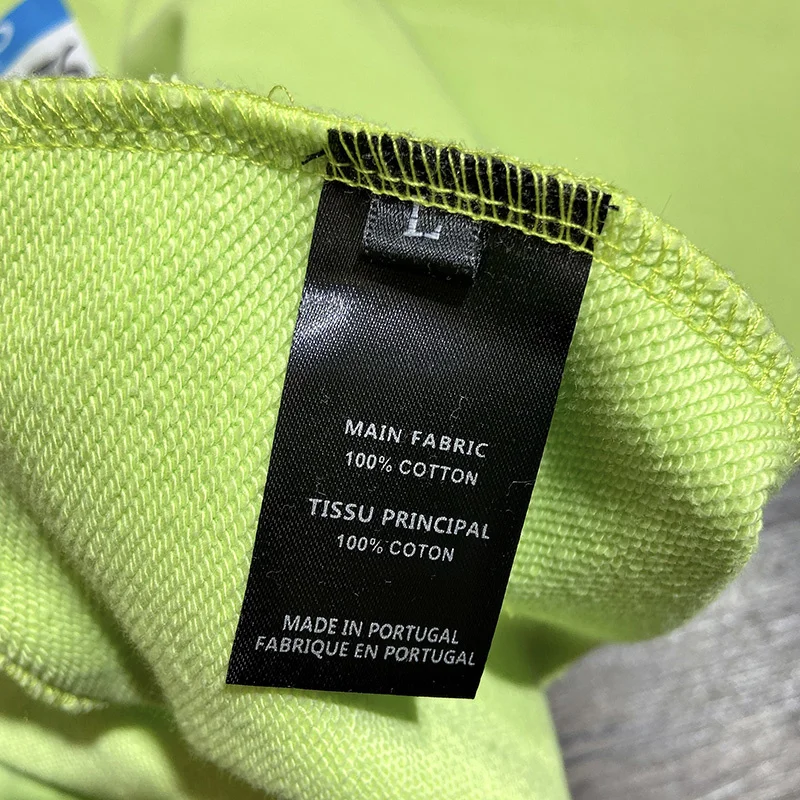 L
MAIN FABRIC
100% COTTON
TISSU PRINCIPAL
100% COTON
MADE IN PORTUGAL
FABRIQUE EN PORTUGAL